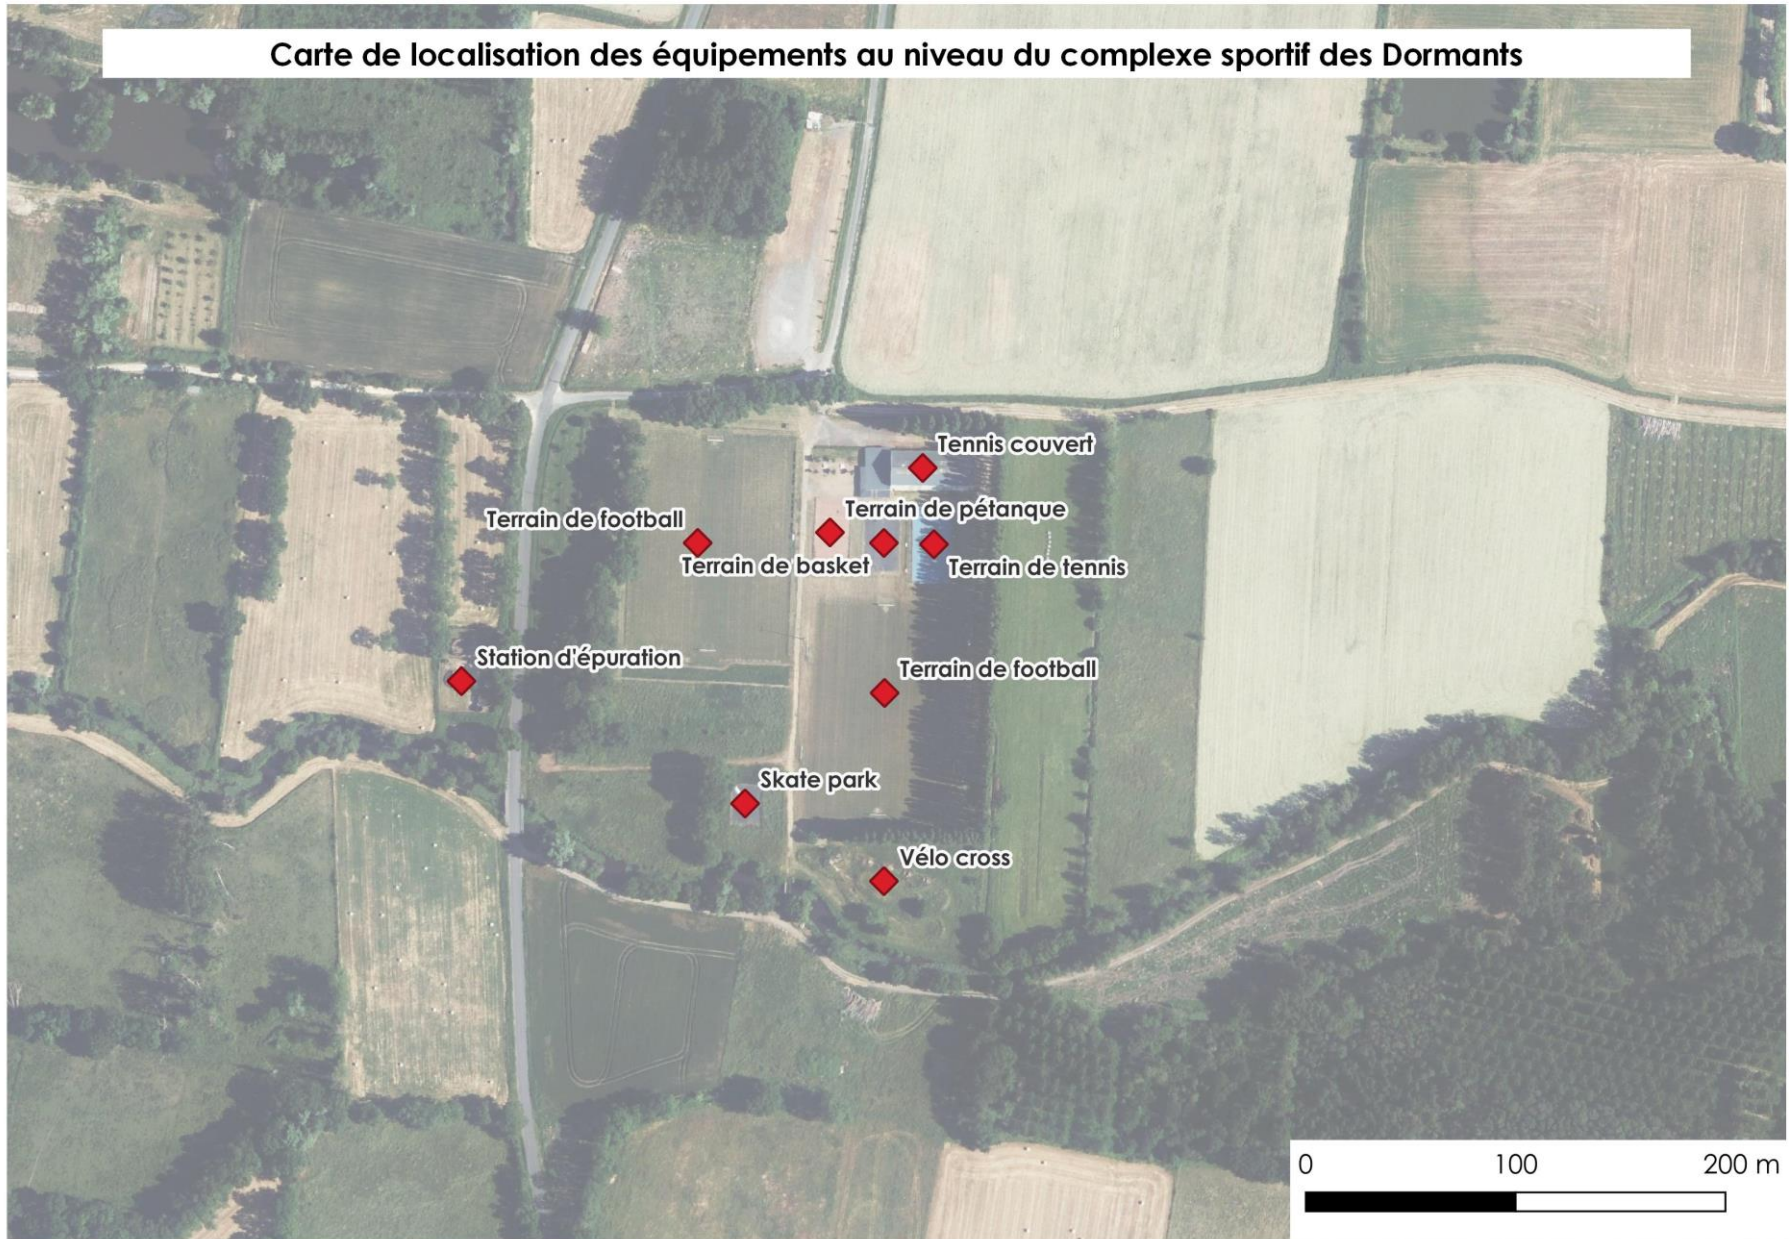 Carte de localisation des équipements au niveau du complexe sportif des Dormants
Tennis couvert
Terrain de pétanque
Terrain de football
Terrain de basket
Terrain de tennis
Station d'épuration
Terrain de football
Skate park
Vélo cross
0 100 200 m